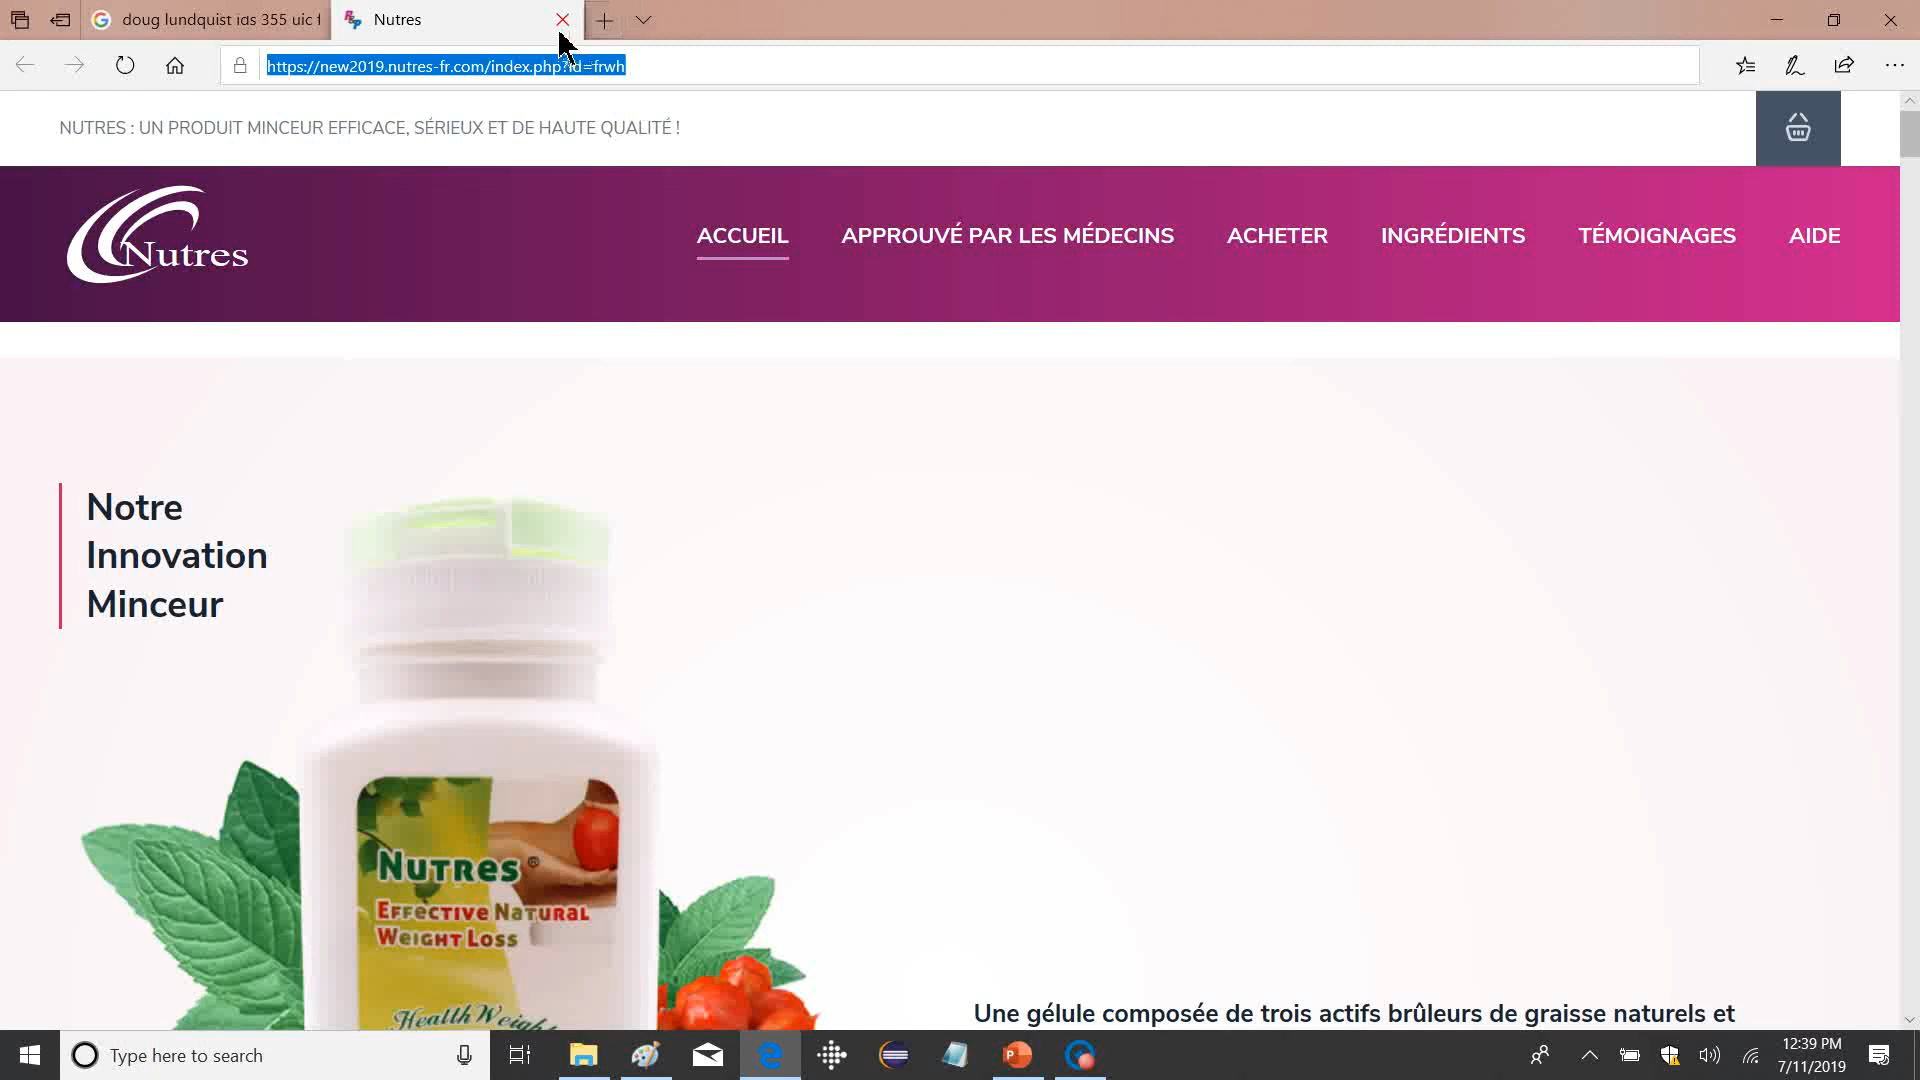 doug lundquist ids 355 uic f
Nutres
https://new2019.nutres-fr.com/index.php?id=frwh
NUTRES : UN PRODUIT MINCEUR EFFICACE, SÉRIEUX ET DE HAUTE QUALITÉ !
Nutres
ACCUEIL
APPROUVÉ PAR LES MÉDECINS
ACHETER
INGRÉDIENTS
TÉMOIGNAGES
AIDE
Notre
Innovation
Minceur
NUTRES ®
EFFECTIVE NATURAL
WEIGHT LOSS
Health Weight
Une gélule composée de trois actifs brûleurs de graisse naturels et
Type here to search
12:39 PM
7/11/2019